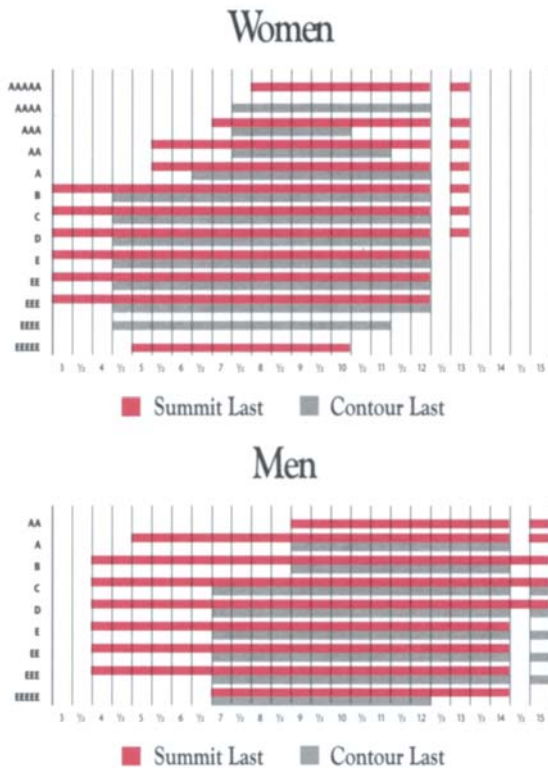 Women
AAAAA
AAAA
AAA
AA
A
B
C
D
E
EE
EEE
EEEE
EEEEE
3 ½ 4 ½ 5 ½ 6 ½ 7 ½ 8 ½ 9 ½ 10 ½ 11 ½ 12 ½ 13 ½ 14 ½ 15
Summit Last Contour Last
Men
AA
A
B
C
D
E
EE
EEE
EEEEE
3 ½ 4 ½ 5 ½ 6 ½ 7 ½ 8 ½ 9 ½ 10 ½ 11 ½ 12 ½ 13 ½ 14 ½ 15
Summit Last Contour Last